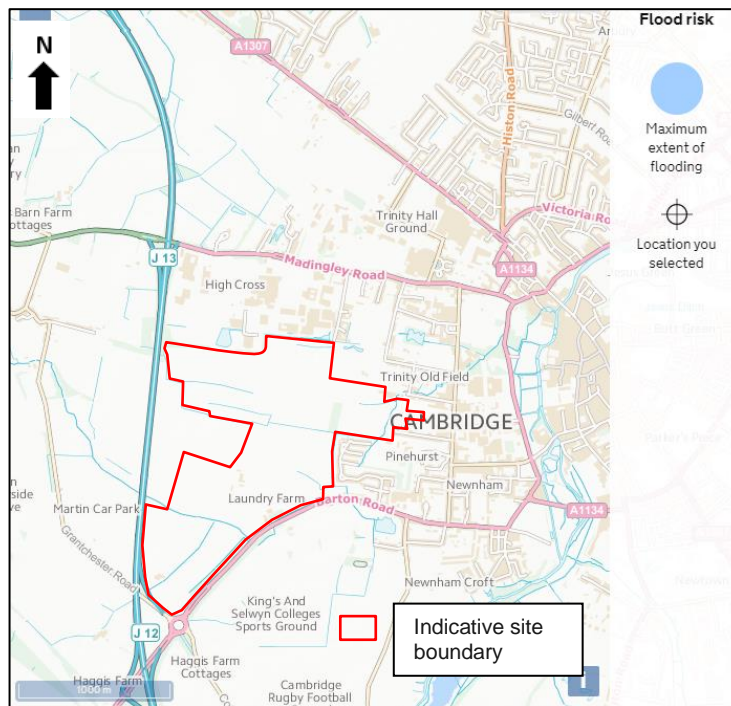 N
A1307
Histon Road
Gilbert Road
Barn Farm
Cottages
Trinity Hall
Ground
Victoria Ro
J 13
Madingley Road
A1134
High Cross
Trinity Old Field
CAMBRIDGE
Pinehurst
Newnham
Laundry Farm
Barton Road
Martin Car Park
A1134
Grantchester Road
Newnham Croft
King's And
Selwyn Colleges
Sports Ground
J 12
Haggis Farm
Cottages
Haggis Farm
Cambridge
Rugby Football
1000 m
Indicative site
boundary
Flood risk
Maximum
extent of
flooding
Location you
selected